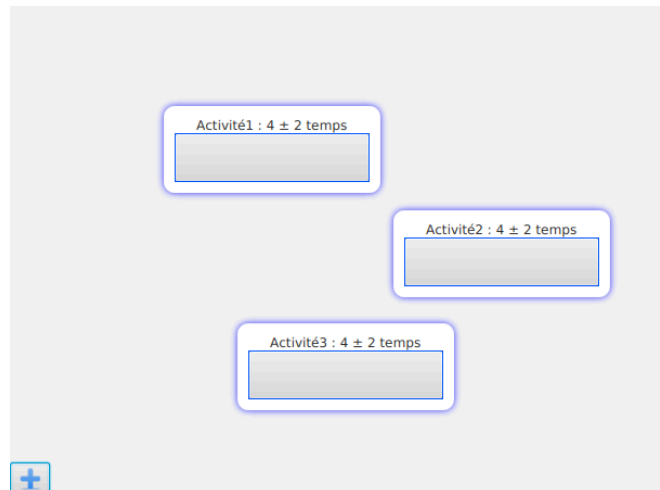 Activité1 : 4 ± 2 temps
Activité2 : 4 ± 2 temps
Activité3 : 4 ± 2 temps